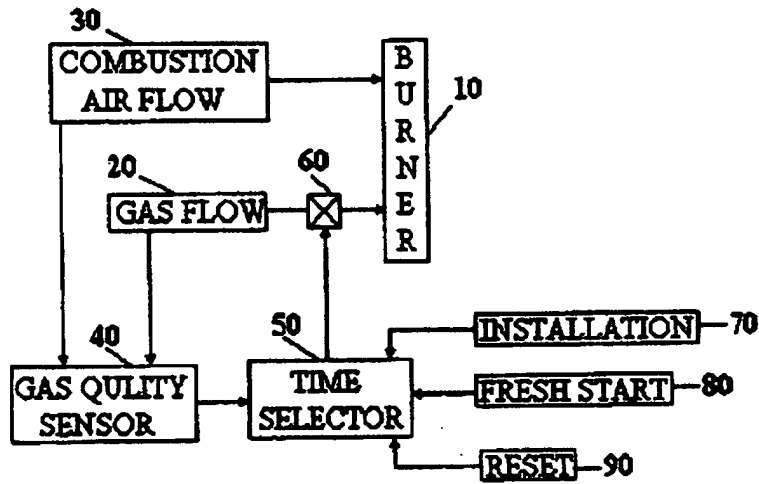 30
COMBUSTION
AIR FLOW
BURNER
10
20
GAS FLOW
60
40
GAS QULITY
SENSOR
50
TIME
SELECTOR
INSTALLATION
70
FRESH START
80
RESET
90